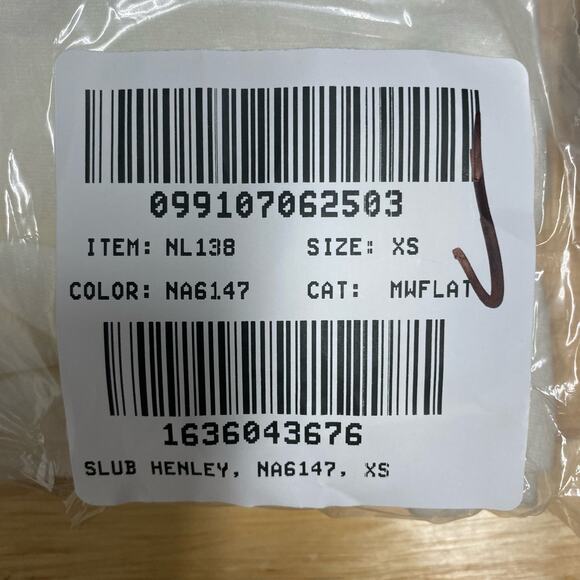 099107062503
ITEM: NL138 SIZE: XS
COLOR: NA6147 CAT: MWFLAT
1636043676
SLUB HENLEY, NA6147, XS